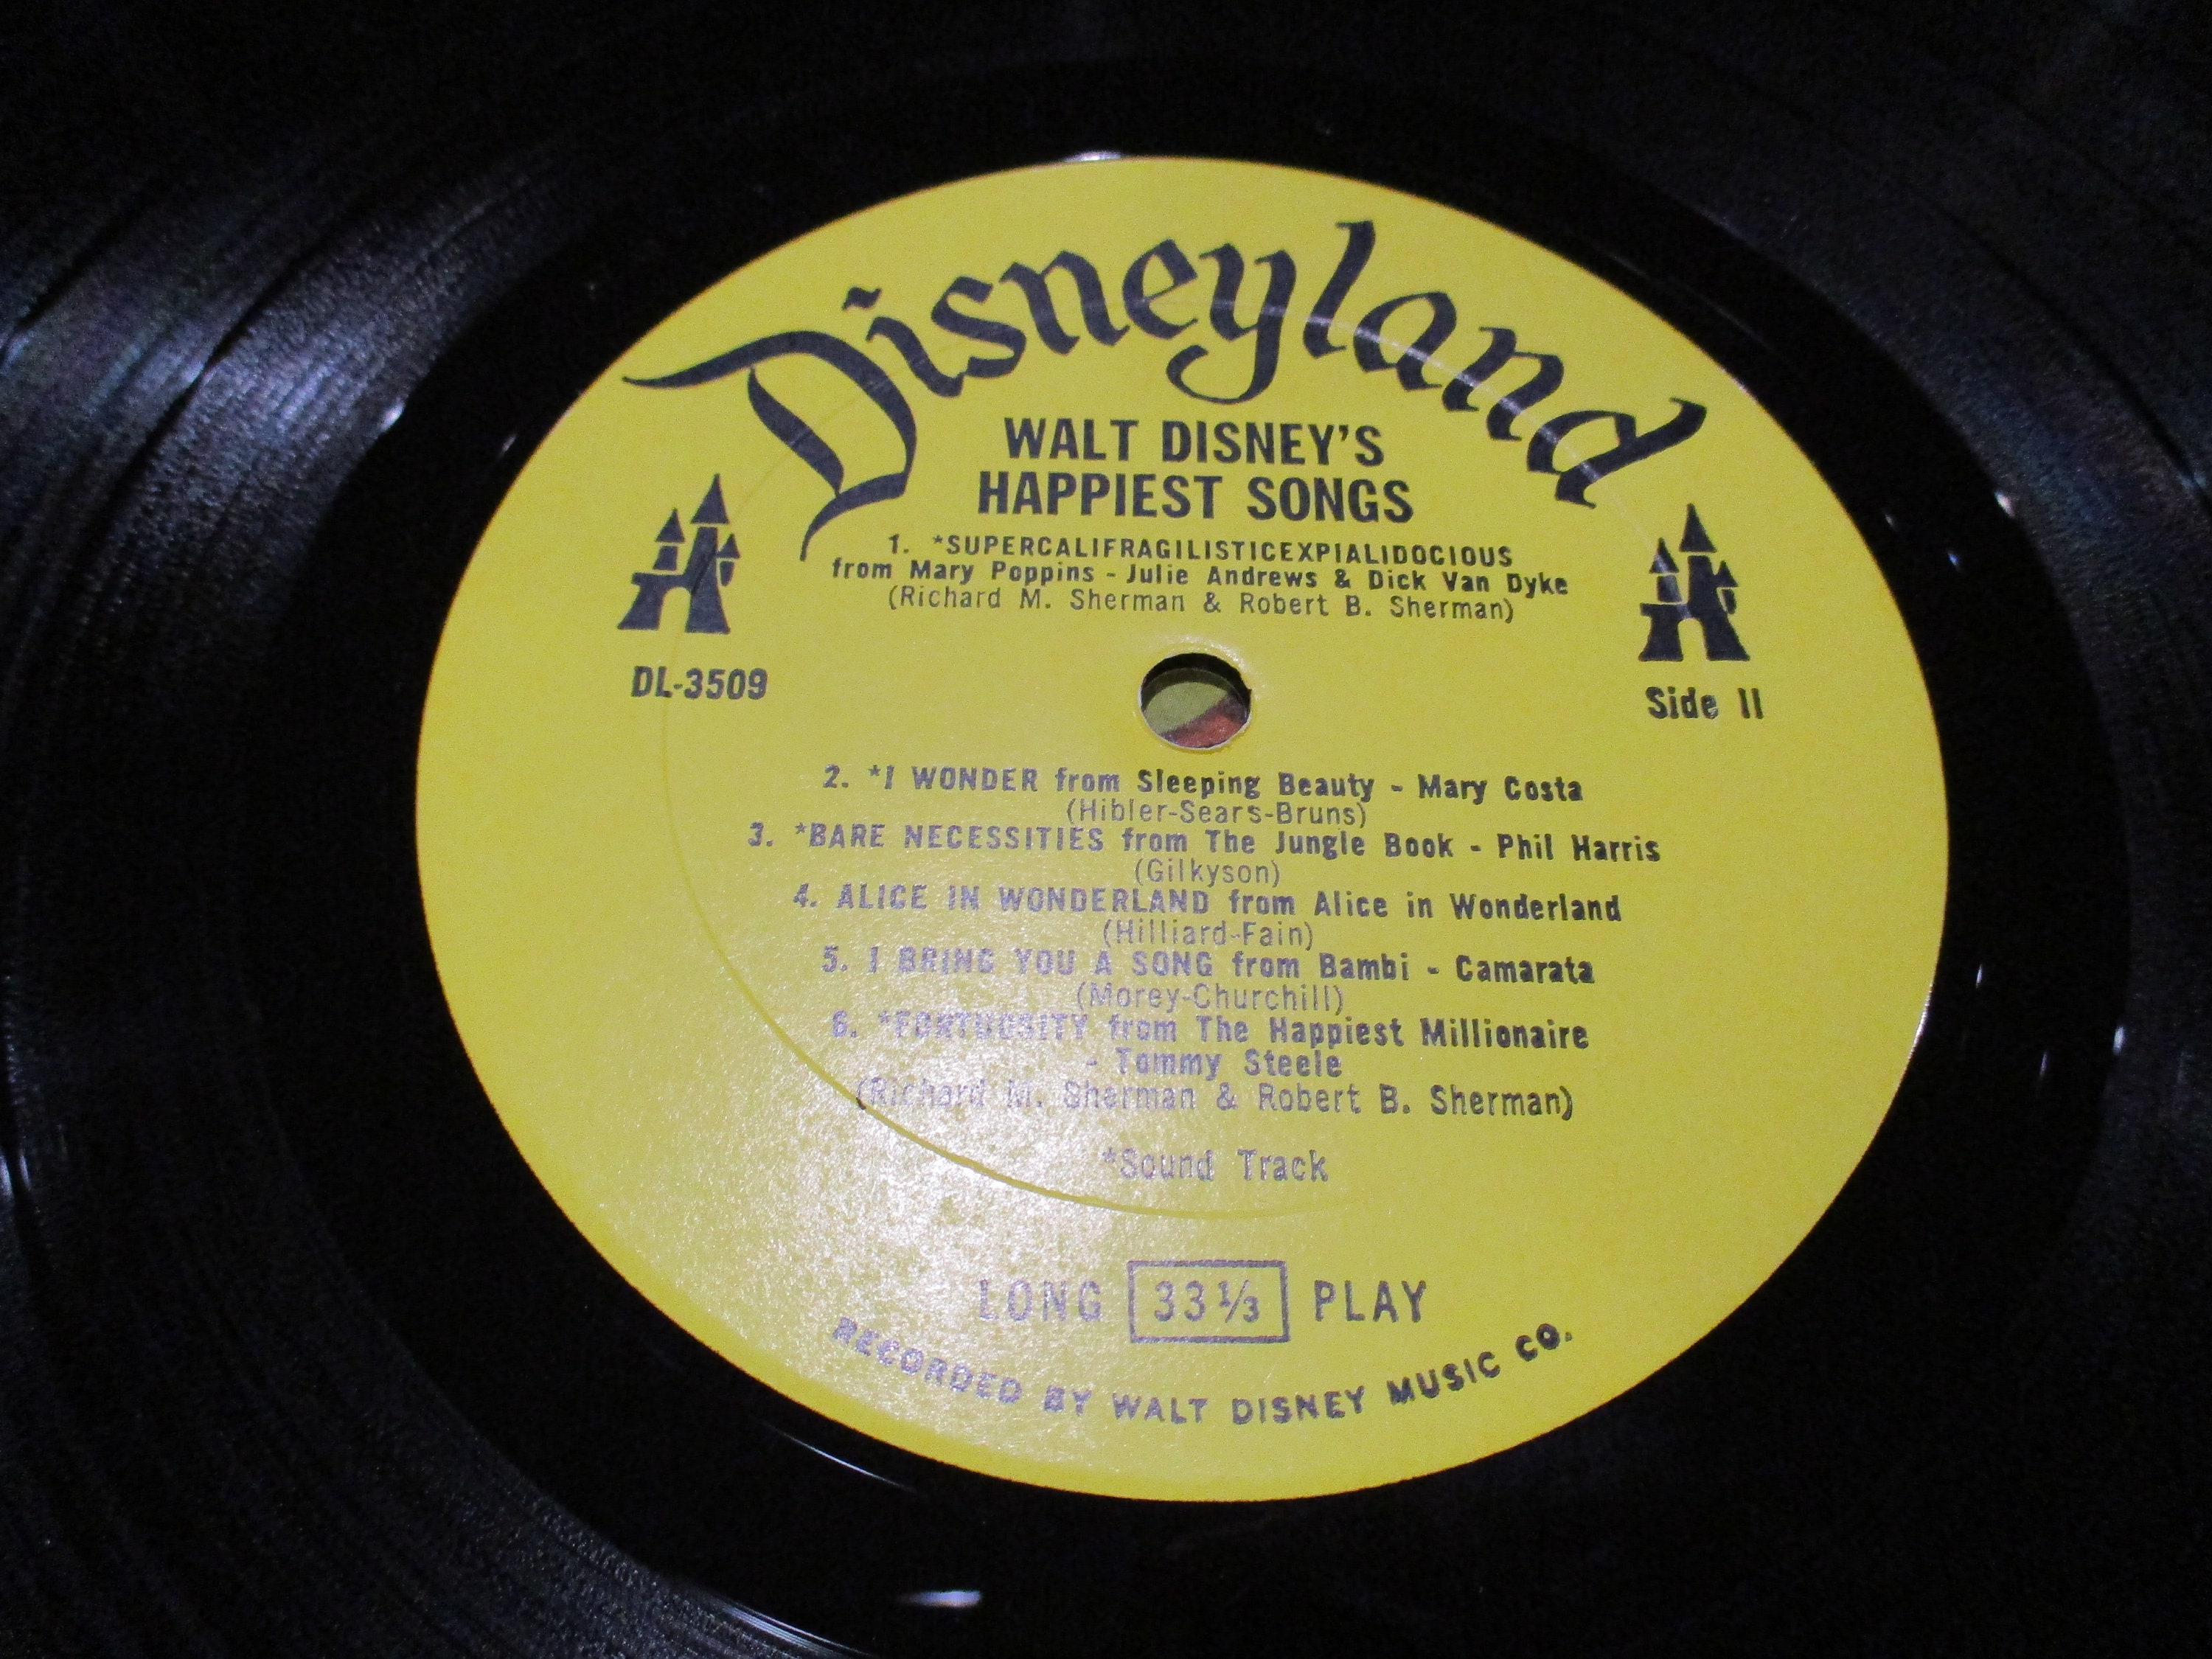 Disneyland
WALT DISNEY'S
HAPPIEST SONGS
1. *SUPERCALIFRAGILISTICEXPIALIDOCIOUS
from Mary Poppins - Julie Andrews & Dick Van Dyke
(Richard M. Sherman & Robert B. Sherman)
DL-3509
Side II
2. *I WONDER from Sleeping Beauty - Mary Costa
(Hibler-Sears-Bruns)
3. *BARE NECESSITIES from The Jungle Book - Phil Harris
(Gilkyson)
4. ALICE IN WONDERLAND from Alice in Wonderland
(Hilliard-Fain)
5. I BRING YOU A SONG from Bambi - Camarata
(Morey-Churchill)
6. *FORTUOSITY from The Happiest Millionaire
- Tommy Steele
(Richard M. Sherman & Robert B. Sherman)
*Sound Track
LONG 33⅓ PLAY
RECORDED BY WALT DISNEY MUSIC CO.